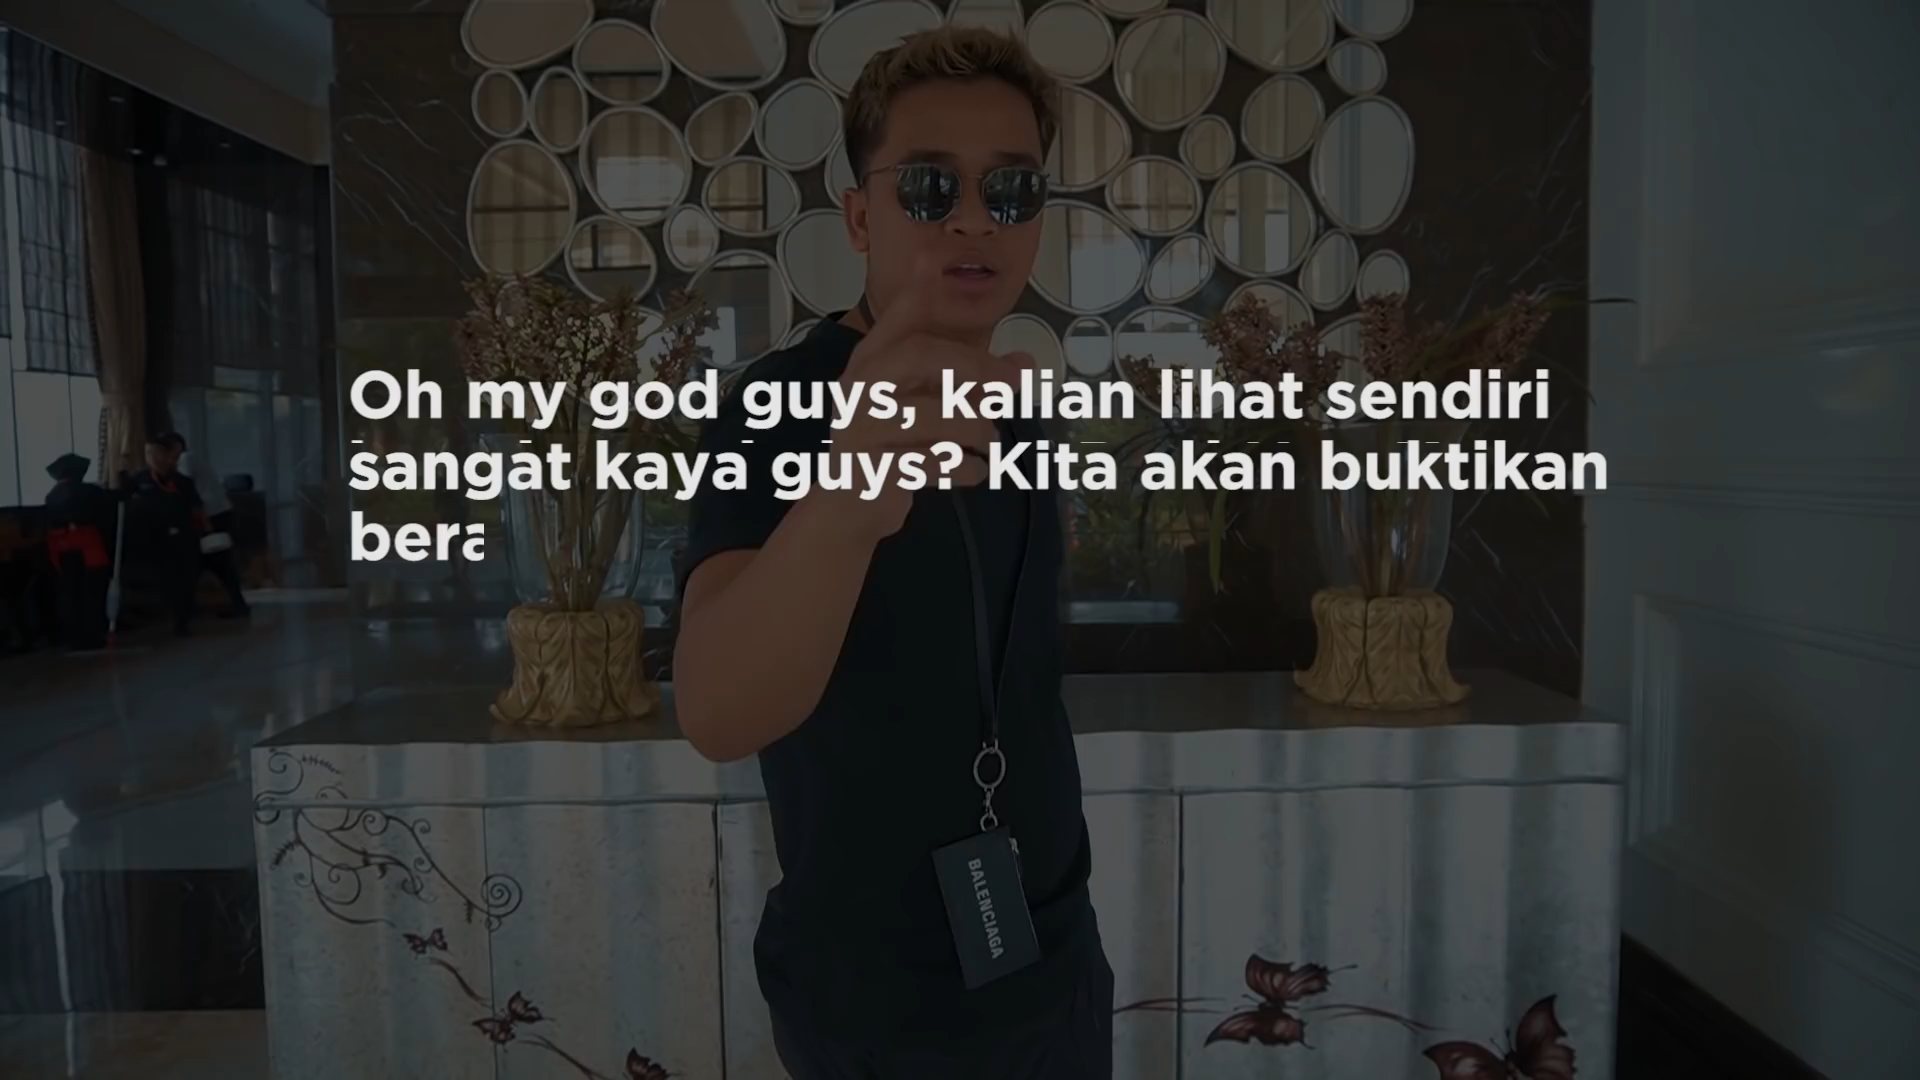 Oh my god guys, kalian lihat sendiri
sangat kaya guys? Kita akan buktikan
bera
BALENCIAGA